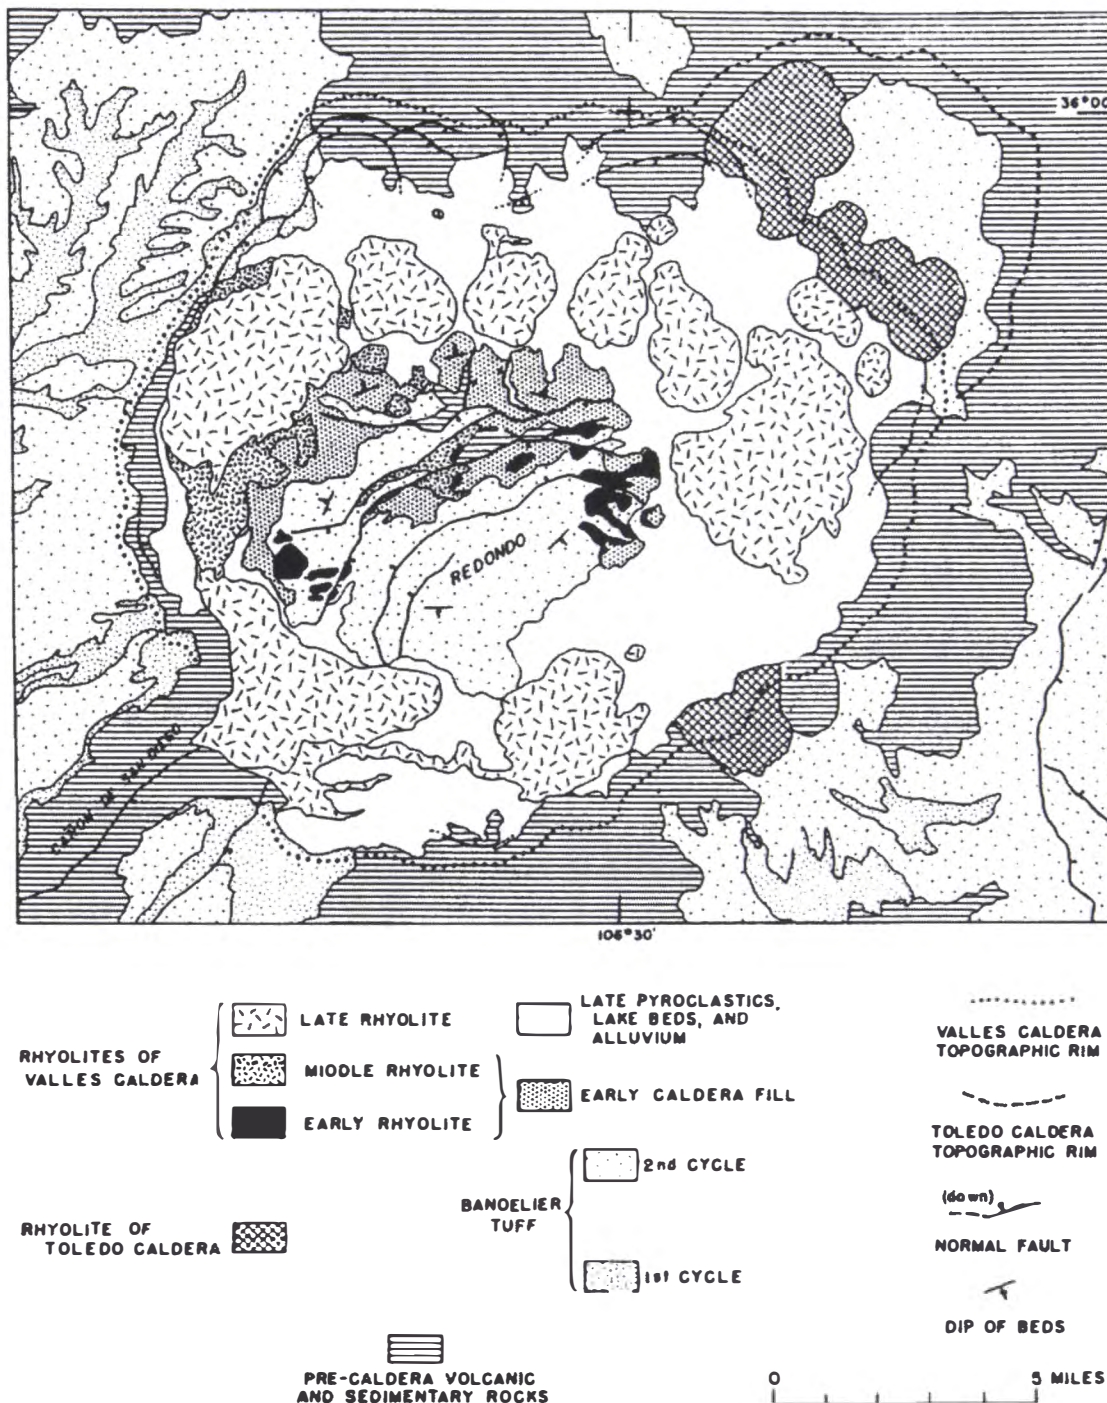 36°00
REDONDO
CAÑON DE SAN DIEGO
106°30'
RHYOLITES OF
VALLES CALDERA
LATE RHYOLITE
MIDDLE RHYOLITE
EARLY RHYOLITE
LATE PYROCLASTICS,
LAKE BEDS, AND
ALLUVIUM
EARLY CALDERA FILL
RHYOLITE OF
TOLEDO CALDERA
BANDELIER
TUFF
2nd CYCLE
1st CYCLE
PRE-CALDERA VOLCANIC
AND SEDIMENTARY ROCKS
VALLES CALDERA
TOPOGRAPHIC RIM
TOLEDO CALDERA
TOPOGRAPHIC RIM
(down)
NORMAL FAULT
DIP OF BEDS
0 5 MILES